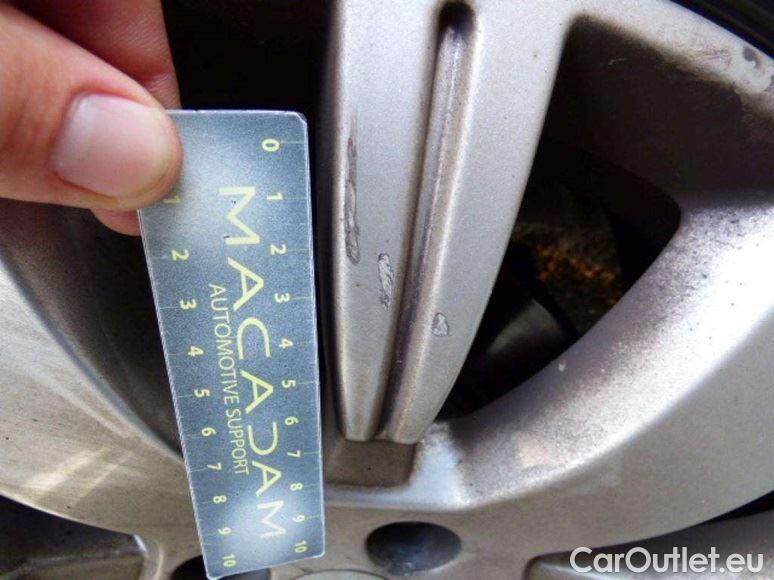 0
1 2 3 4 5 6 7 8 9 10
MACADAM
AUTOMOTIVE SUPPORT
1 2 3 4 5 6 7 8 9 10
CarOutlet.eu